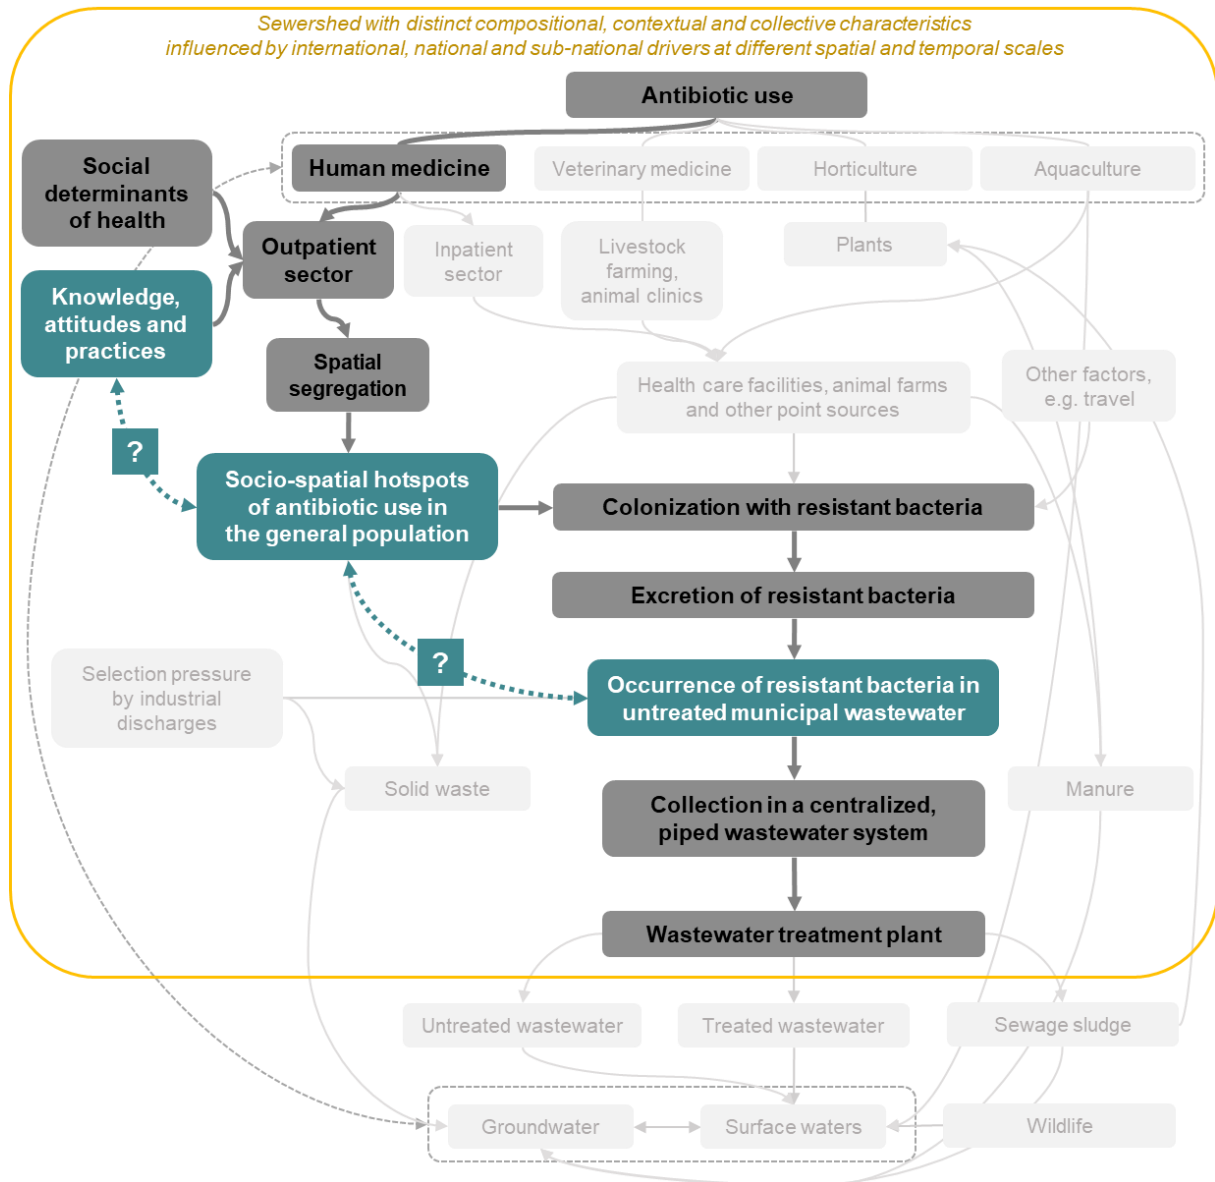 Sewershed with distinct compositional, contextual and collective characteristics
influenced by international, national and sub-national drivers at different spatial and temporal scales
Antibiotic use
Human medicine
Veterinary medicine
Horticulture
Aquaculture
Social
determinants
of health
Outpatient
sector
Inpatient
sector
Livestock
farming,
animal clinics
Plants
Knowledge,
attitudes and
practices
Spatial
segregation
Health care facilities, animal farms
and other point sources
Other factors,
e.g. travel
?
Socio-spatial hotspots
of antibiotic use in
the general population
Colonization with resistant bacteria
Excretion of resistant bacteria
?
Selection pressure
by industrial
discharges
Occurrence of resistant bacteria in
untreated municipal wastewater
Solid waste
Collection in a centralized,
piped wastewater system
Manure
Wastewater treatment plant
Untreated wastewater
Treated wastewater
Sewage sludge
Groundwater
Surface waters
Wildlife